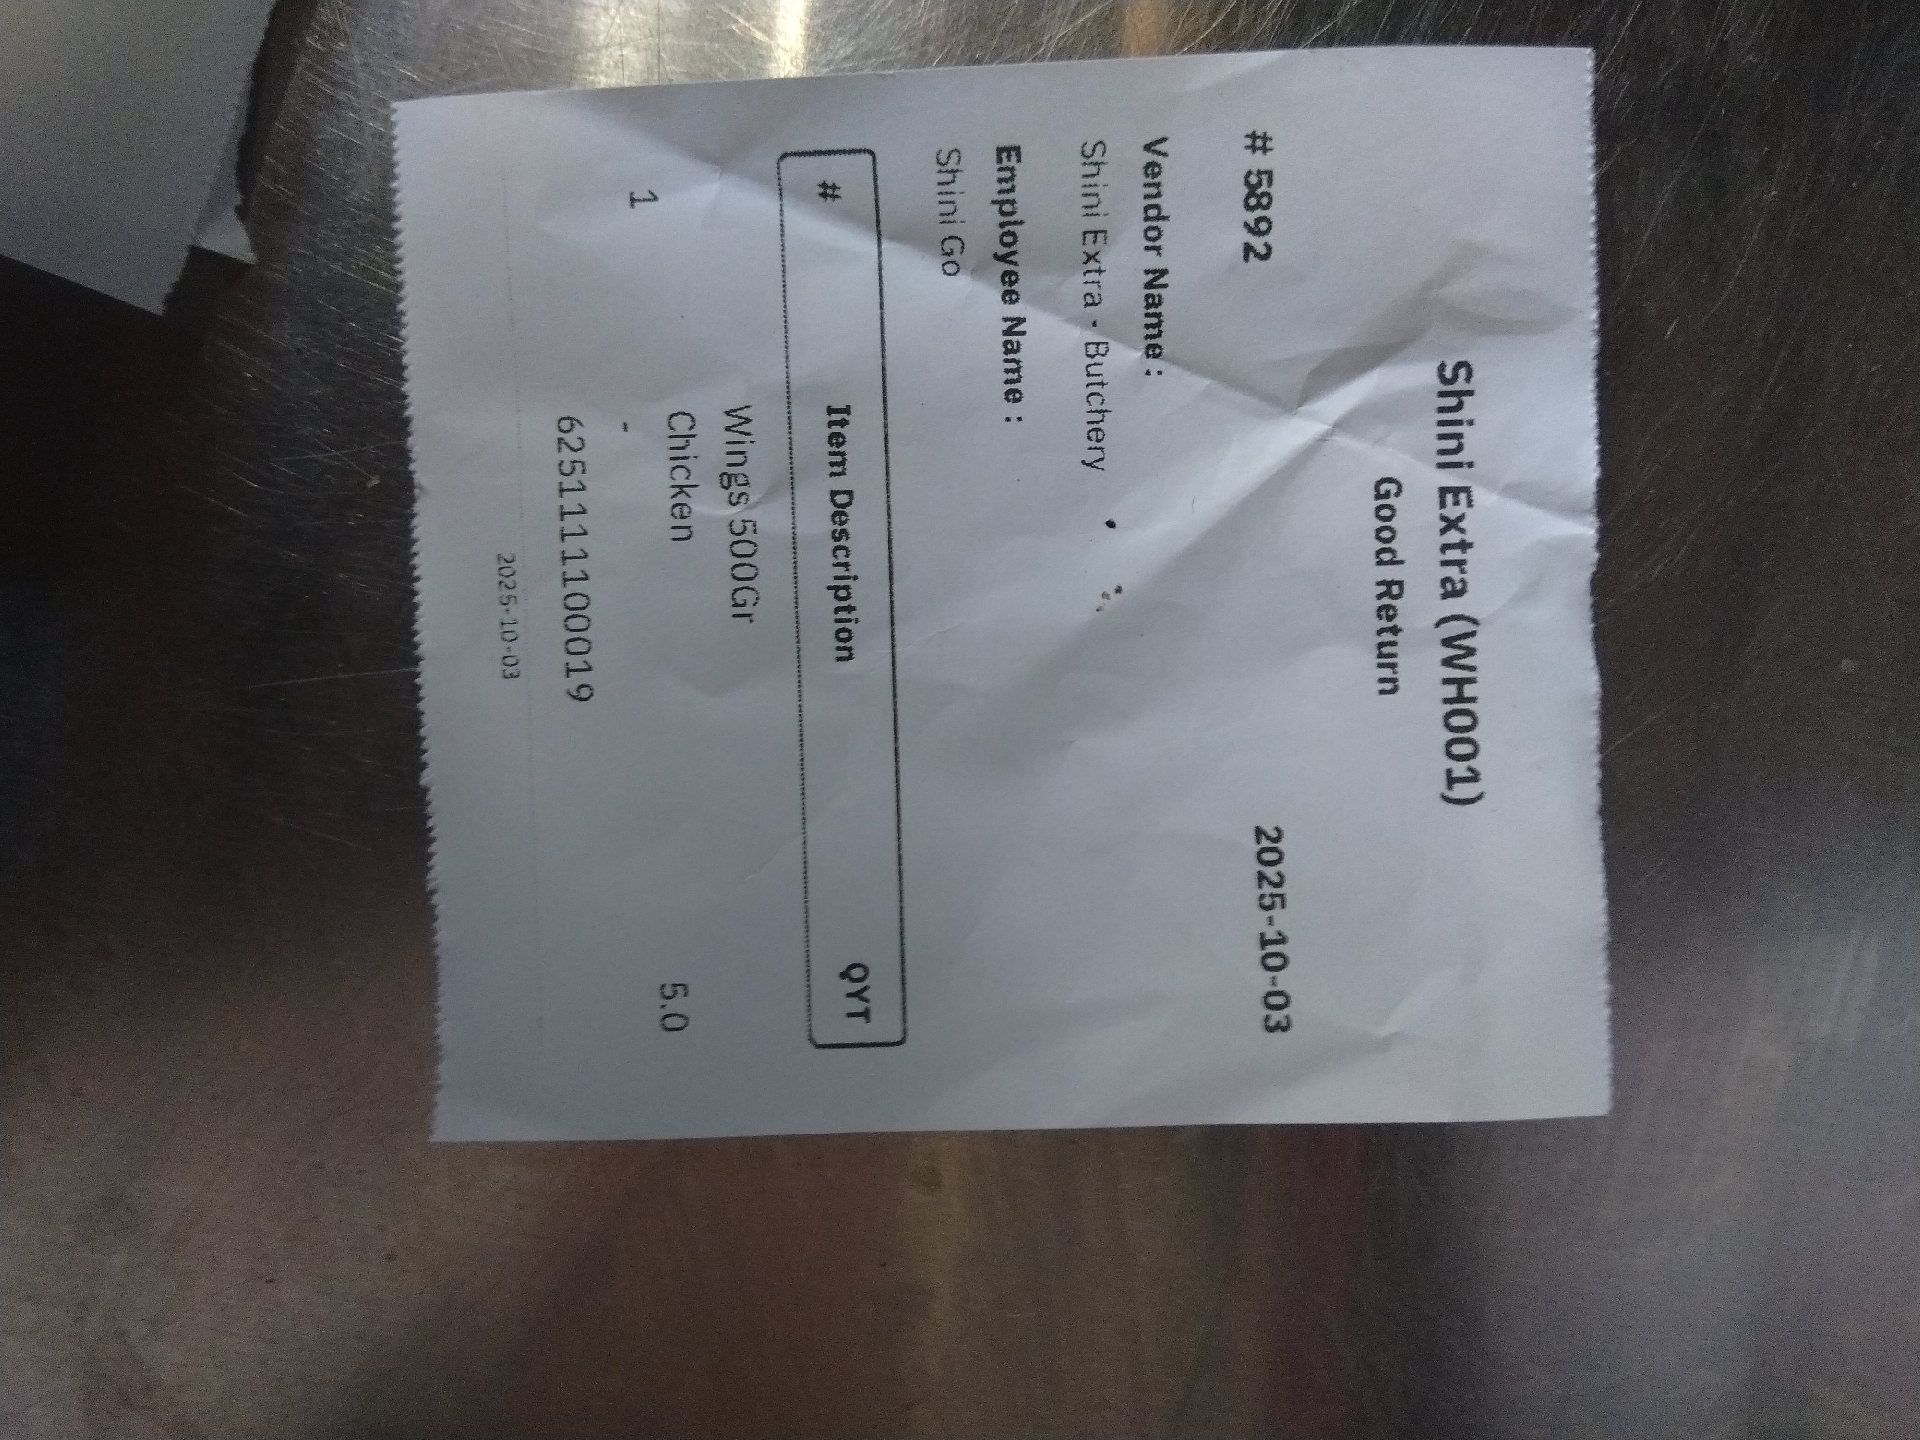 Shini Extra (WH001)
Good Return
# 5892 2025-10-03
Vendor Name :
Shini Extra - Butchery
Employee Name :
Shini Go
# Item Description QYT
Wings 500Gr
Chicken
1 - 5.0
6251111100019
2025-10-03